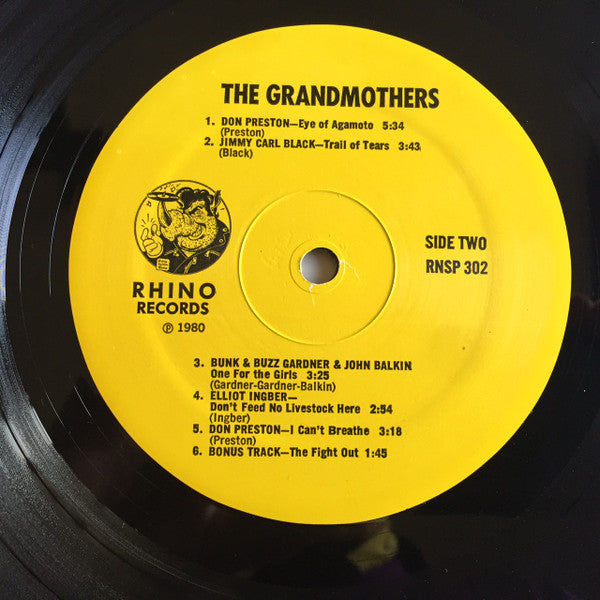 THE GRANDMOTHERS
1. DON PRESTON—Eye of Agamoto 5:34
(Preston)
2. JIMMY CARL BLACK—Trail of Tears 3:43
(Black)
SIDE TWO
RNSP 302
RHINO
RECORDS
℗ 1980
3. BUNK & BUZZ GARDNER & JOHN BALKIN
One For the Girls 3:25
(Gardner-Gardner-Balkin)
4. ELLIOT INGBER—
Don't Feed No Livestock Here 2:54
(Ingber)
5. DON PRESTON—I Can't Breathe 3:18
(Preston)
6. BONUS TRACK—The Fight Out 1:45